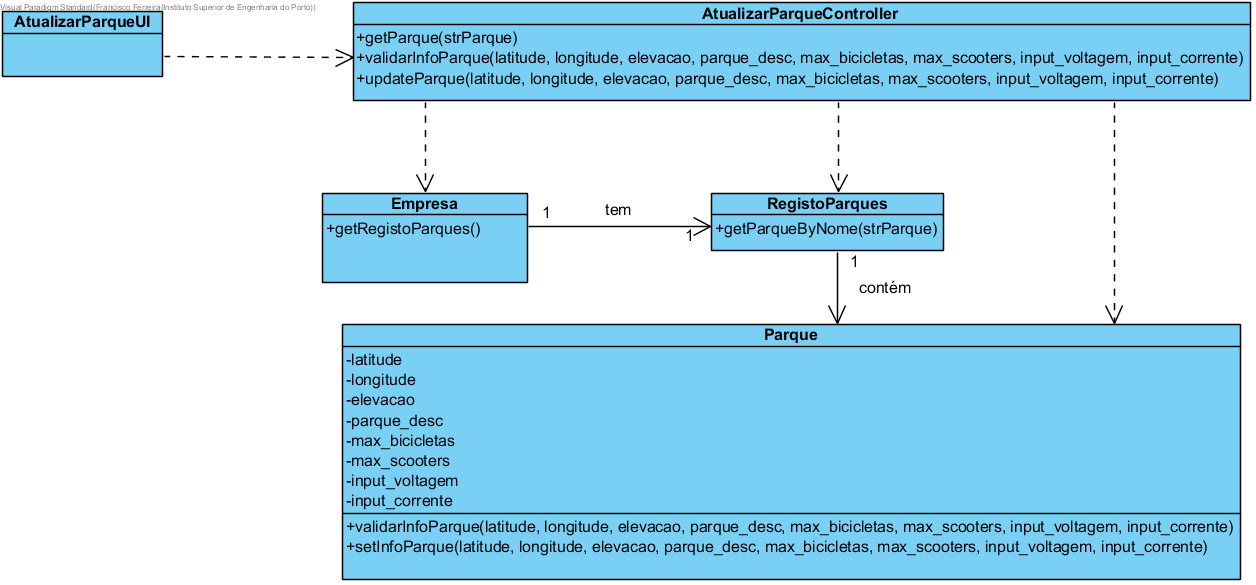 Visual Paradigm Standard(Francisco Ferreira(Instituto Superior de Engenharia do Porto))
AtualizarParqueUI
AtualizarParqueController
+getParque(strParque)
+validarInfoParque(latitude, longitude, elevacao, parque_desc, max_bicicletas, max_scooters, input_voltagem, input_corrente)
+updateParque(latitude, longitude, elevacao, parque_desc, max_bicicletas, max_scooters, input_voltagem, input_corrente)
Empresa
+getRegistoParques()
1
tem
1
RegistoParques
+getParqueByNome(strParque)
1
contém
Parque
-latitude
-longitude
-elevacao
-parque_desc
-max_bicicletas
-max_scooters
-input_voltagem
-input_corrente
+validarInfoParque(latitude, longitude, elevacao, parque_desc, max_bicicletas, max_scooters, input_voltagem, input_corrente)
+setInfoParque(latitude, longitude, elevacao, parque_desc, max_bicicletas, max_scooters, input_voltagem, input_corrente)